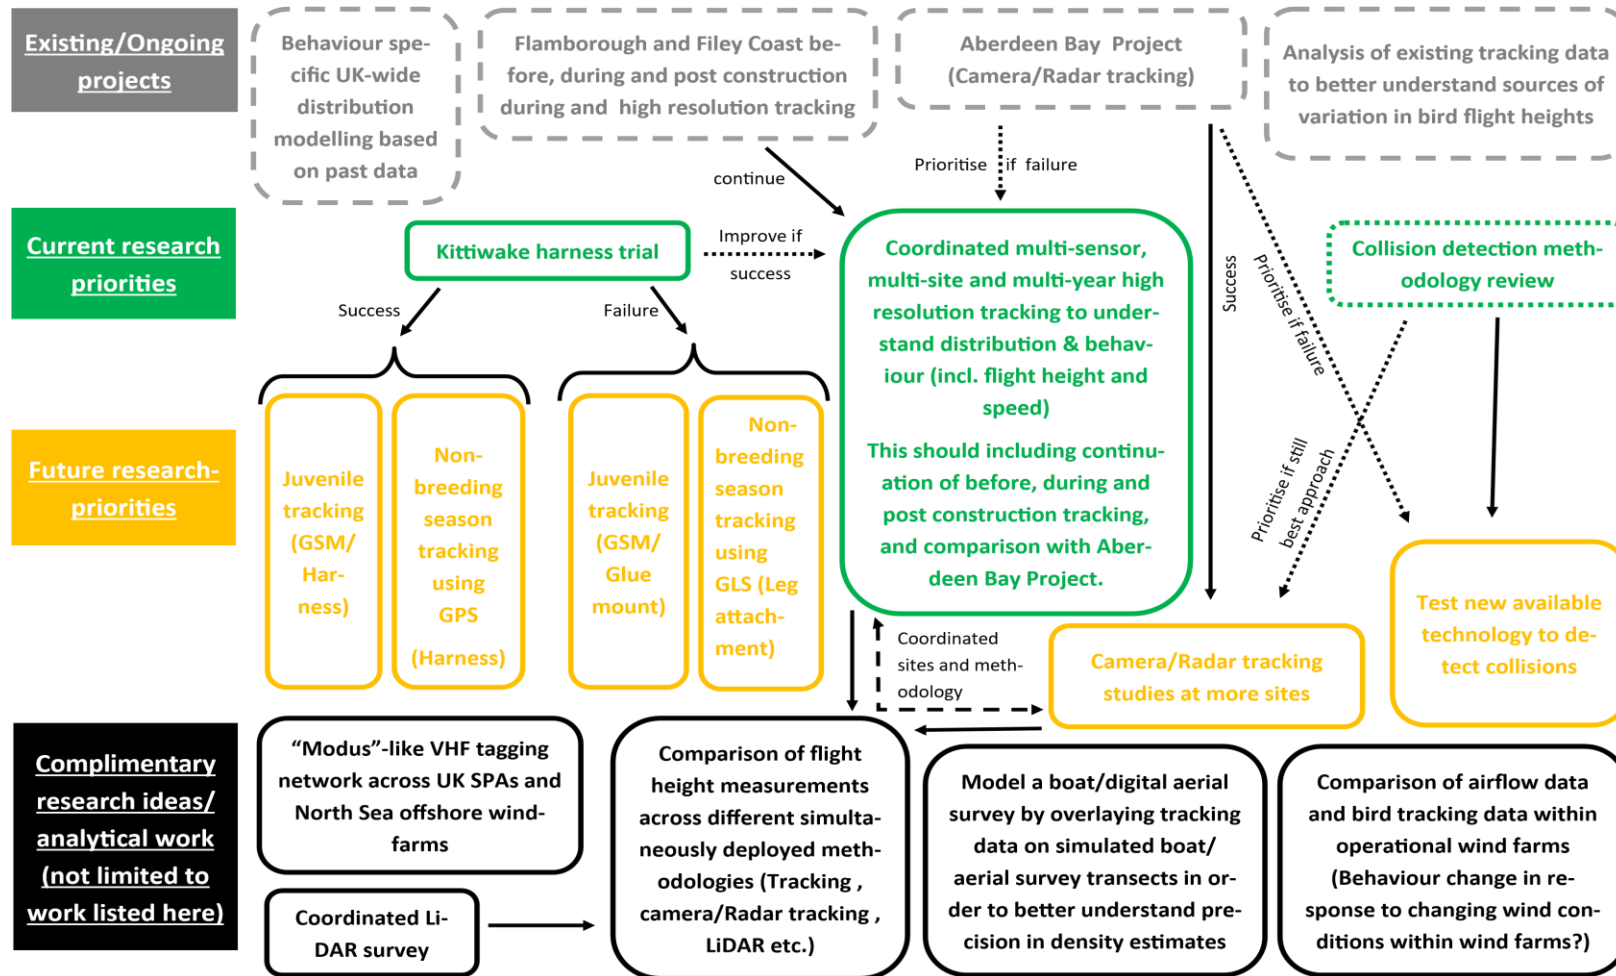 Existing/Ongoing
projects
Behaviour spe-
cific UK-wide
distribution
modelling based
on past data
Flamborough and Filey Coast be-
fore, during and post construction
during and high resolution tracking
Aberdeen Bay Project
(Camera/Radar tracking)
Analysis of existing tracking data
to better understand sources of
variation in bird flight heights
continue
Prioritise if failure
Success
Prioritise if failure
Current research
priorities
Kittiwake harness trial
Improve if
success
Success
Failure
Coordinated multi-sensor,
multi-site and multi-year high
resolution tracking to under-
stand distribution & behav-
iour (incl. flight height and
speed)
This should including continu-
ation of before, during and
post construction tracking,
and comparison with Aber-
deen Bay Project.
Collision detection meth-
odology review
Prioritise if still
best approach
Future research-
priorities
Juvenile
tracking
(GSM/
Har-
ness)
Non-
breeding
season
tracking
using
GPS
(Harness)
Juvenile
tracking
(GSM/
Glue
mount)
Non-
breeding
season
tracking
using
GLS (Leg
attach-
ment)
Coordinated
sites and meth-
odology
Camera/Radar tracking
studies at more sites
Test new available
technology to de-
tect collisions
Complimentary
research ideas/
analytical work
(not limited to
work listed here)
“Modus”-like VHF tagging
network across UK SPAs and
North Sea offshore wind-
farms
Coordinated Li-
DAR survey
Comparison of flight
height measurements
across different simulta-
neously deployed meth-
odologies (Tracking ,
camera/Radar tracking ,
LiDAR etc.)
Model a boat/digital aerial
survey by overlaying tracking
data on simulated boat/
aerial survey transects in or-
der to better understand pre-
cision in density estimates
Comparison of airflow data
and bird tracking data within
operational wind farms
(Behaviour change in re-
sponse to changing wind con-
ditions within wind farms?)